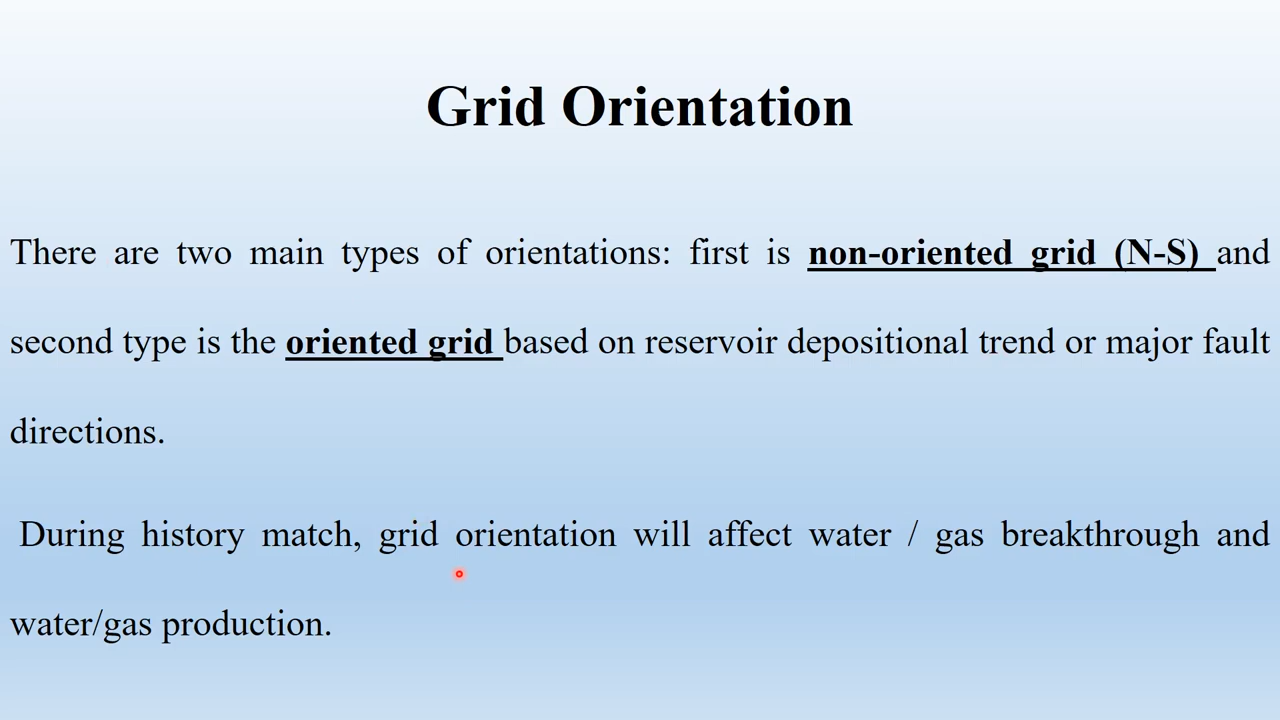 Grid Orientation
There are two main types of orientations: first is non-oriented grid (N-S) and
second type is the oriented grid based on reservoir depositional trend or major fault
directions.
During history match, grid orientation will affect water / gas breakthrough and
water/gas production.